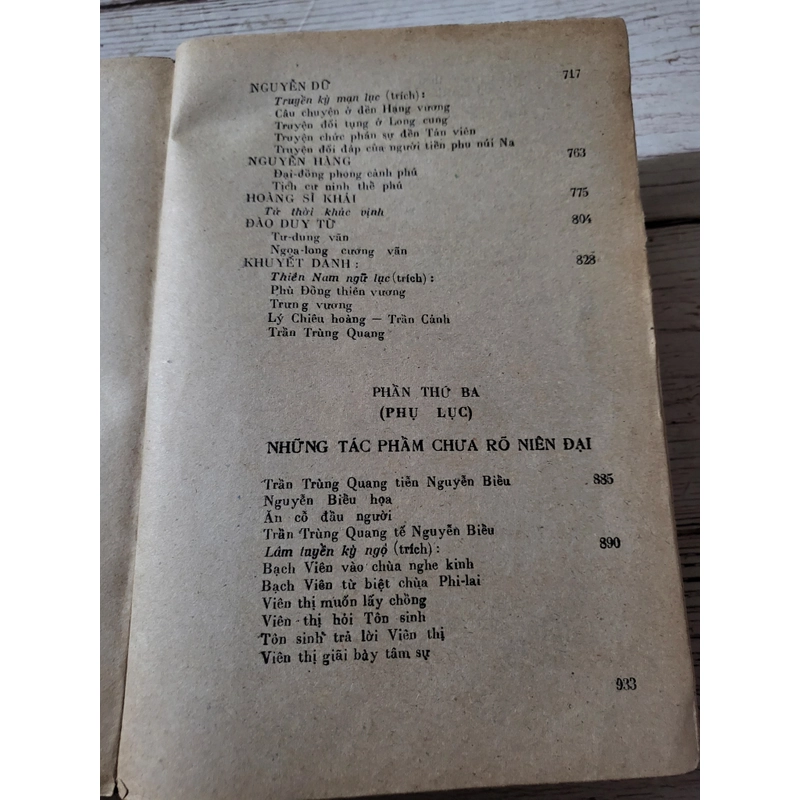 NGUYỄN DỮ 717
Truyền kỳ mạn lục (trích):
Câu chuyện ở đền Hạng vương
Truyện đối tụng ở Long cung
Truyện chức phán sự đền Tản viên
Truyện đối đáp của người tiều phu núi Na
NGUYỄN HÀNG 763
Đại-đồng phong cảnh phú
Tịch cư ninh thể phú
HOÀNG SĨ KHẢI 775
Tứ thời khúc vịnh
ĐÀO DUY TỪ 804
Tư-dung vãn
Ngọa-long cương vãn
KHUYẾT DANH: 828
Thiên Nam ngữ lục (trích):
Phù Đổng thiên vương
Trưng vương
Lý Chiêu hoàng — Trần Cảnh
Trần Trùng Quang
PHẦN THỨ BA
(PHỤ LỤC)
NHỮNG TÁC PHẨM CHƯA RÕ NIÊN ĐẠI
Trần Trùng Quang tiễn Nguyễn Biểu 885
Nguyễn Biểu họa
Ăn cỗ đầu người
Trần Trùng Quang tế Nguyễn Biểu
Lâm tuyền kỳ ngộ (trích): 890
Bạch Viên vào chùa nghe kinh
Bạch Viên từ biệt chùa Phi-lai
Viên thị muốn lấy chồng
Viên thị hỏi Tôn sinh
Tôn sinh trả lời Viên thị
Viên thị giãi bày tâm sự
933